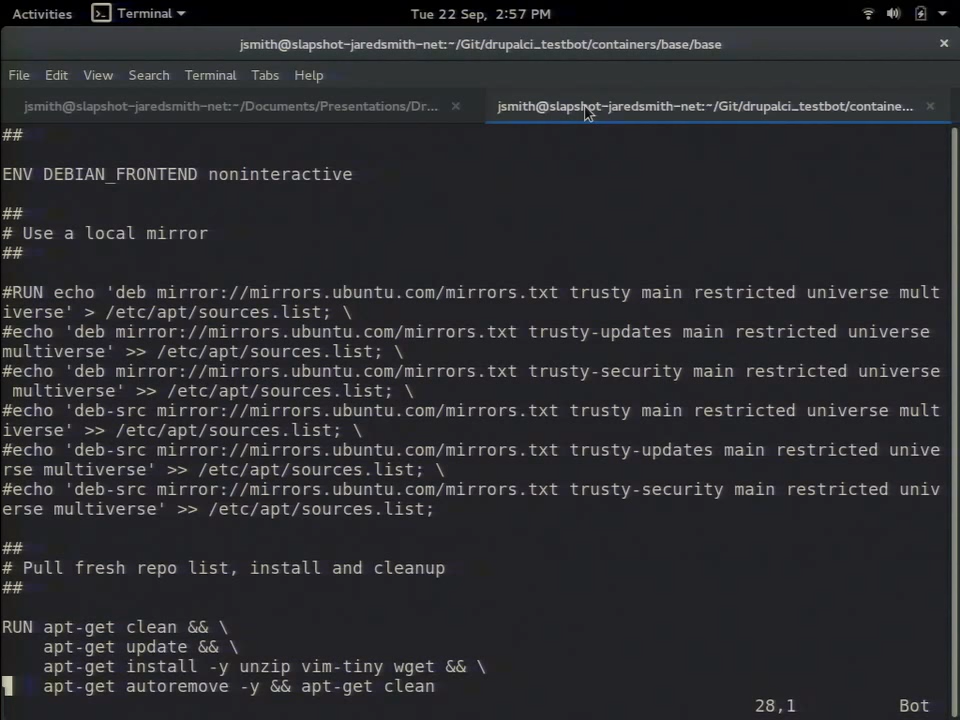 Activities Terminal Tue 22 Sep, 2:57 PM
jsmith@slapshot-jaredsmith-net:~/Git/drupalci_testbot/containers/base/base
File Edit View Search Terminal Tabs Help
jsmith@slapshot-jaredsmith-net:~/Documents/Presentations/Dr... jsmith@slapshot-jaredsmith-net:~/Git/drupalci_testbot/containe...
##
ENV DEBIAN_FRONTEND noninteractive
##
# Use a local mirror
##
#RUN echo 'deb mirror://mirrors.ubuntu.com/mirrors.txt trusty main restricted universe mult
iverse' > /etc/apt/sources.list; \
#echo 'deb mirror://mirrors.ubuntu.com/mirrors.txt trusty-updates main restricted universe
multiverse' >> /etc/apt/sources.list; \
#echo 'deb mirror://mirrors.ubuntu.com/mirrors.txt trusty-security main restricted universe
multiverse' >> /etc/apt/sources.list; \
#echo 'deb-src mirror://mirrors.ubuntu.com/mirrors.txt trusty main restricted universe mult
iverse' >> /etc/apt/sources.list; \
#echo 'deb-src mirror://mirrors.ubuntu.com/mirrors.txt trusty-updates main restricted unive
rse multiverse' >> /etc/apt/sources.list; \
#echo 'deb-src mirror://mirrors.ubuntu.com/mirrors.txt trusty-security main restricted univ
erse multiverse' >> /etc/apt/sources.list;
##
# Pull fresh repo list, install and cleanup
##
RUN apt-get clean && \
apt-get update && \
apt-get install -y unzip vim-tiny wget && \
apt-get autoremove -y && apt-get clean
28,1 Bot